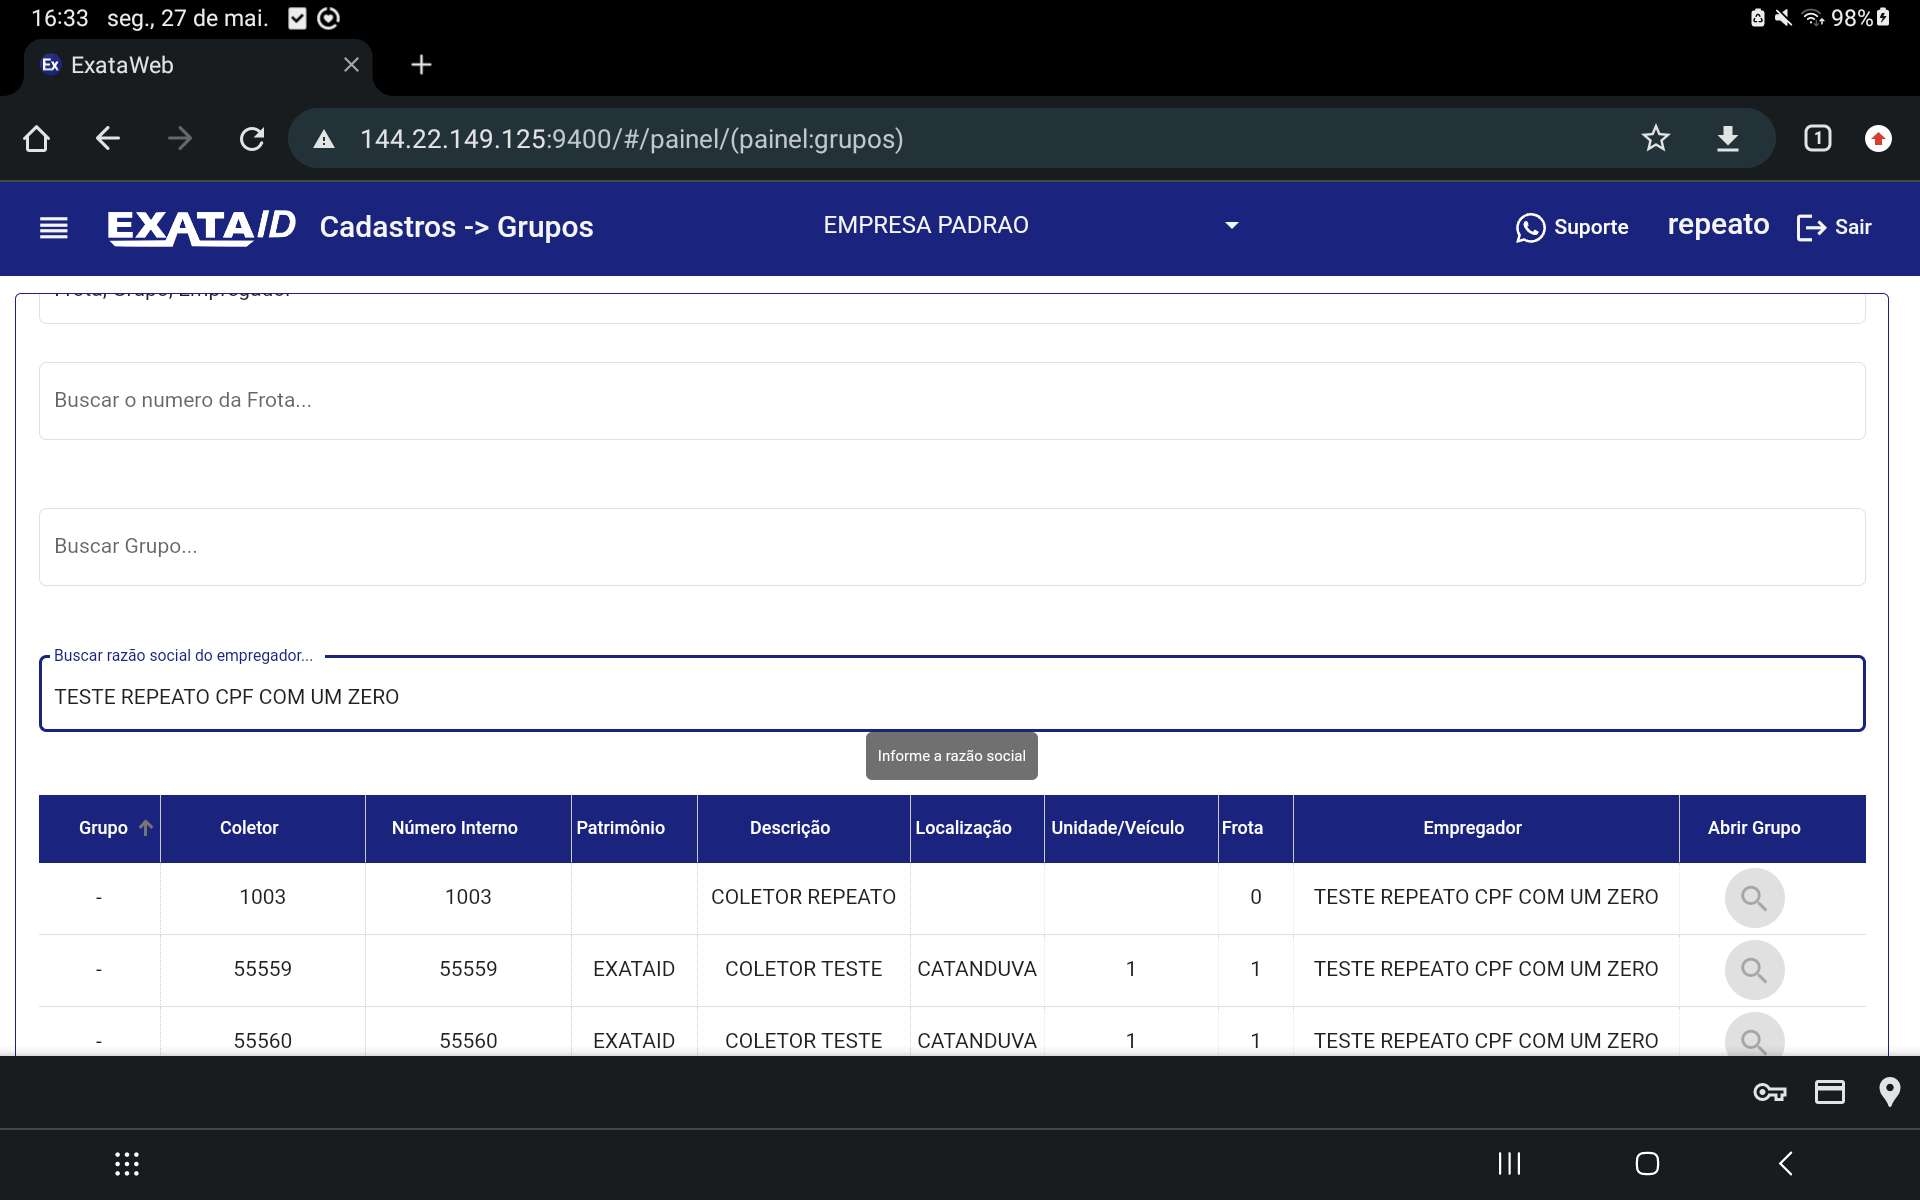 16:33 seg., 27 de mai. 98%
Ex ExataWeb
144.22.149.125:9400/#/painel/(painel:grupos) 1
EXATAID Cadastros -> Grupos EMPRESA PADRAO Suporte repeato Sair
Frota, Grupo, Empregador
Buscar o numero da Frota...
Buscar Grupo...
Buscar razão social do empregador...
TESTE REPEATO CPF COM UM ZERO
Informe a razão social
Grupo Coletor Número Interno Patrimônio Descrição Localização Unidade/Veículo Frota Empregador Abrir Grupo
- 1003 1003 COLETOR REPEATO 0 TESTE REPEATO CPF COM UM ZERO
- 55559 55559 EXATAID COLETOR TESTE CATANDUVA 1 1 TESTE REPEATO CPF COM UM ZERO
- 55560 55560 EXATAID COLETOR TESTE CATANDUVA 1 1 TESTE REPEATO CPF COM UM ZERO